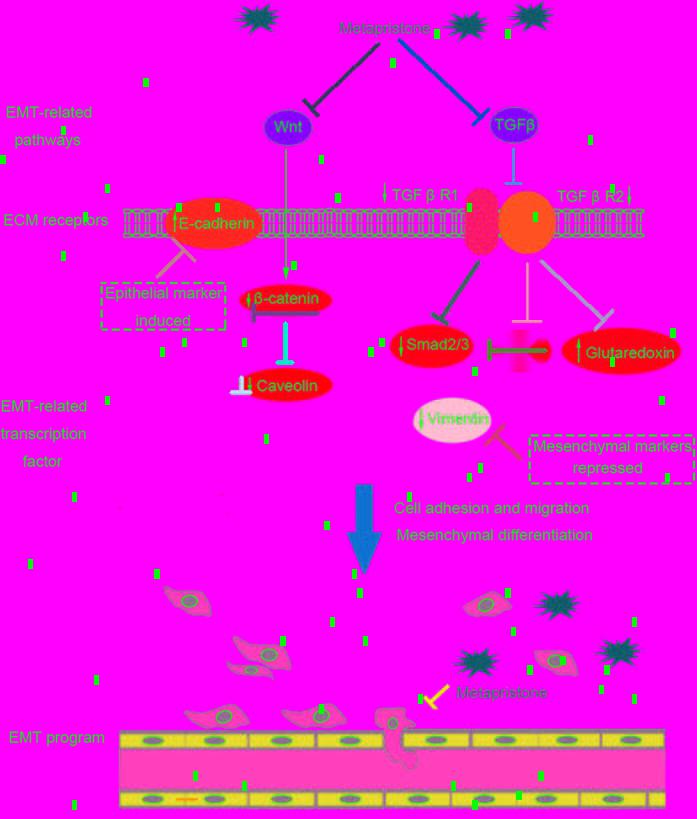 Metapristone
EMT-related
pathways
Wnt
TGFβ
TGF β R1
TGF β R2
ECM receptors
E-cadherin
Epithelial marker
induced
β-catenin
Smad2/3
Glutaredoxin
Caveolin
EMT-related
transcription
factor
Vimentin
Mesenchymal markers
repressed
Cell adhesion and migration
Mesenchymal differentiation
Metapristone
EMT program